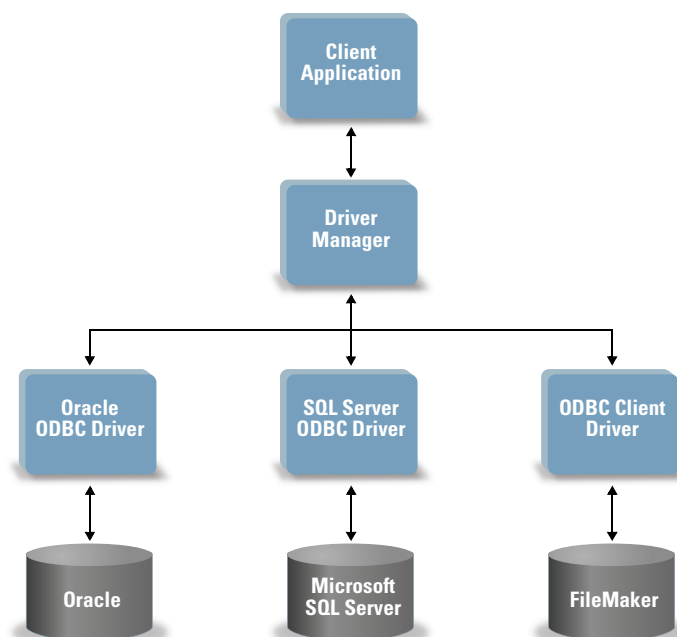 Client
Application
Driver
Manager
Oracle
ODBC Driver
SQL Server
ODBC Driver
ODBC Client
Driver
Oracle
Microsoft
SQL Server
FileMaker